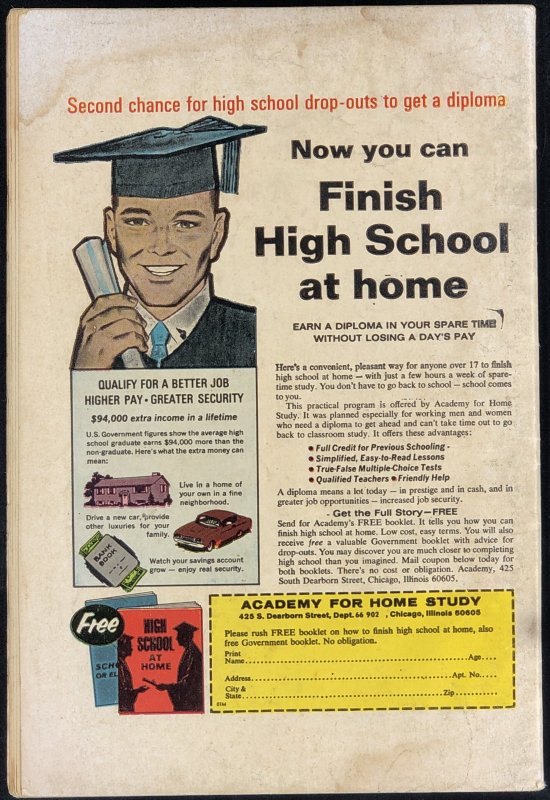 Second chance for high school drop-outs to get a diploma
Now you can
Finish
High School
at home
EARN A DIPLOMA IN YOUR SPARE TIME
WITHOUT LOSING A DAY'S PAY
QUALIFY FOR A BETTER JOB
HIGHER PAY • GREATER SECURITY
$94,000 extra income in a lifetime
U.S. Government figures show the average high
school graduate earns $94,000 more than the
non-graduate. Here's what the extra money can
mean:
Live in a home of
your own in a fine
neighborhood.
Drive a new car, provide
other luxuries for your
family.
BANK
BOOK
Watch your savings account
grow — enjoy real security.
Here's a convenient, pleasant way for anyone over 17 to finish
high school at home — with just a few hours a week of spare-
time study. You don't have to go back to school — school comes
to you.
This practical program is offered by Academy for Home
Study. It was planned especially for working men and women
who need a diploma to get ahead and can't take time out to go
back to classroom study. It offers these advantages:
• Full Credit for Previous Schooling -
• Simplified, Easy-to-Read Lessons
• True-False Multiple-Choice Tests
• Qualified Teachers • Friendly Help
A diploma means a lot today — in prestige and in cash, and in
greater job opportunities — increased job security.
- Get the Full Story—FREE
Send for Academy's FREE booklet. It tells you how you can
finish high school at home. Low cost, easy terms. You will also
receive free a valuable Government booklet with advice for
drop-outs. You may discover you are much closer to completing
high school than you imagined. Mail coupon below today for
both booklets. There's no cost or obligation. Academy, 425
South Dearborn Street, Chicago, Illinois 60605.
Free
SCH
OR EL
HIGH
SCHOOL
AT
HOME
ACADEMY FOR HOME STUDY
425 S. Dearborn Street, Dept. 66 902 , Chicago, Illinois 60605
Please rush FREE booklet on how to finish high school at home, also
free Government booklet. No obligation.
Print
Name Age
Address Apt. No.
City &
State Zip